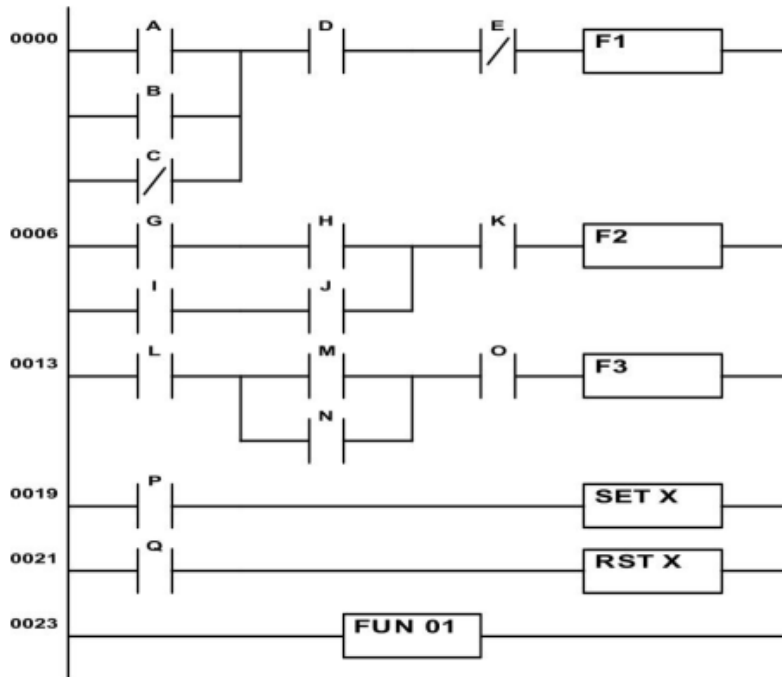 A D E
0000 F1
B
C
G H K
0006 F2
I J
L M O
0013 F3
N
P
0019 SET X
Q
0021 RST X
0023 FUN 01